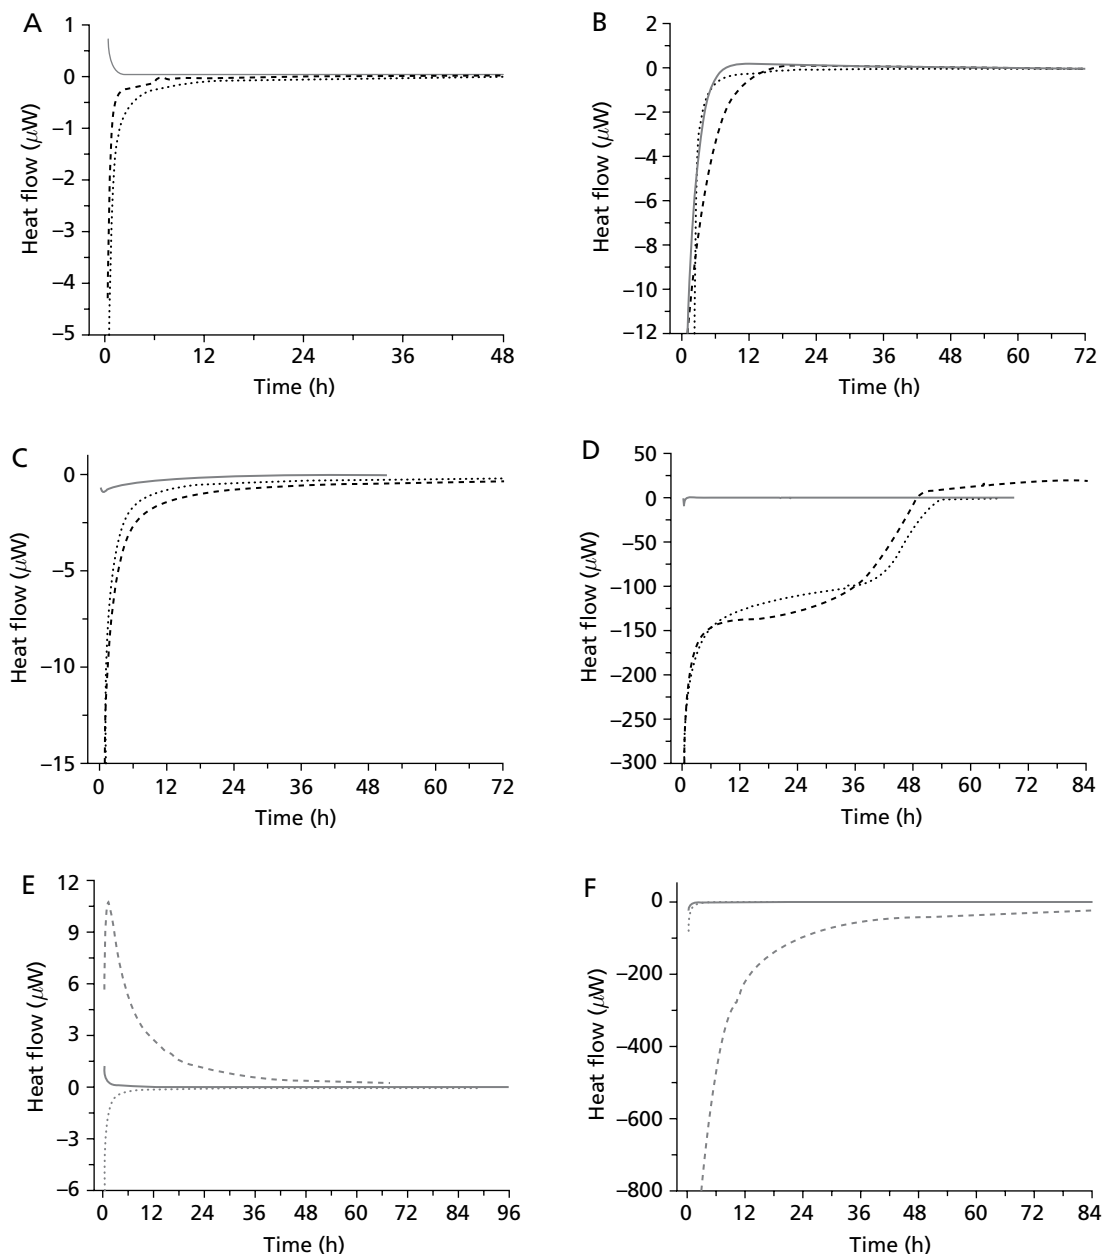 A
Heat flow (μW)
1
0
–1
–2
–3
–4
–5
0 12 24 36 48
Time (h)
B
Heat flow (μW)
2
0
–2
–4
–6
–8
–10
–12
0 12 24 36 48 60 72
Time (h)
C
Heat flow (μW)
0
–5
–10
–15
0 12 24 36 48 60 72
Time (h)
D
Heat flow (μW)
50
0
–50
–100
–150
–200
–250
–300
0 12 24 36 48 60 72 84
Time (h)
E
Heat flow (μW)
12
9
6
3
0
–3
–6
0 12 24 36 48 60 72 84 96
Time (h)
F
Heat flow (μW)
0
–200
–400
–600
–800
0 12 24 36 48 60 72 84
Time (h)